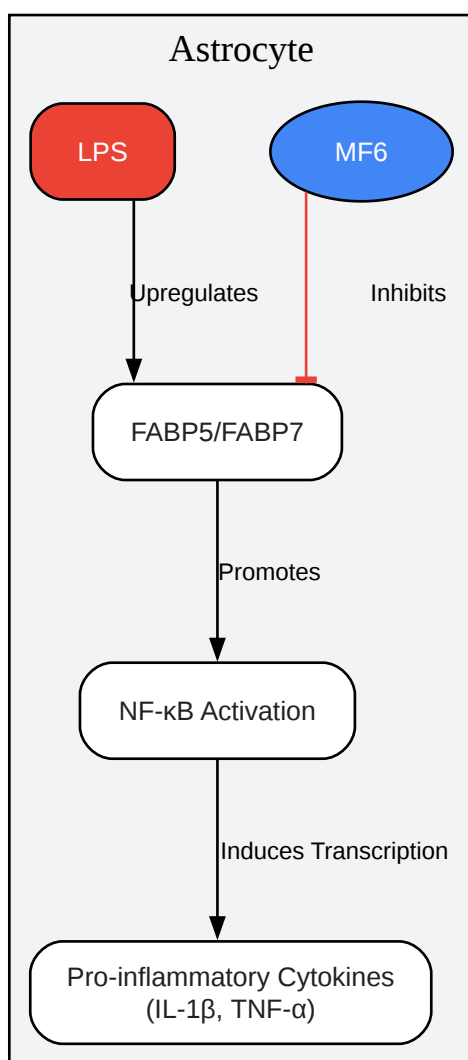 Astrocyte
LPS
MF6
Upregulates
Inhibits
FABP5/FABP7
Promotes
NF-κB Activation
Induces Transcription
Pro-inflammatory Cytokines
(IL-1β, TNF-α)